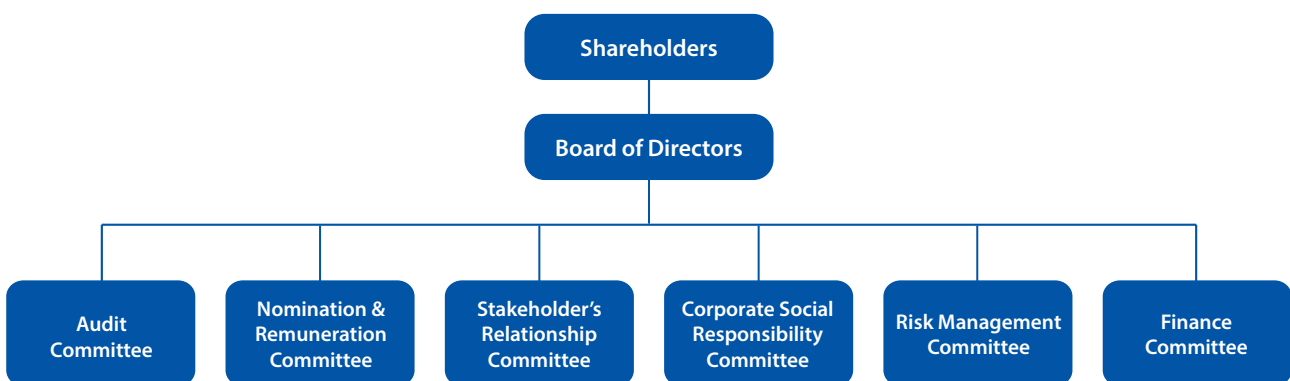 Shareholders
Board of Directors
Audit
Committee
Nomination &
Remuneration
Committee
Stakeholder’s
Relationship
Committee
Corporate Social
Responsibility
Committee
Risk Management
Committee
Finance
Committee